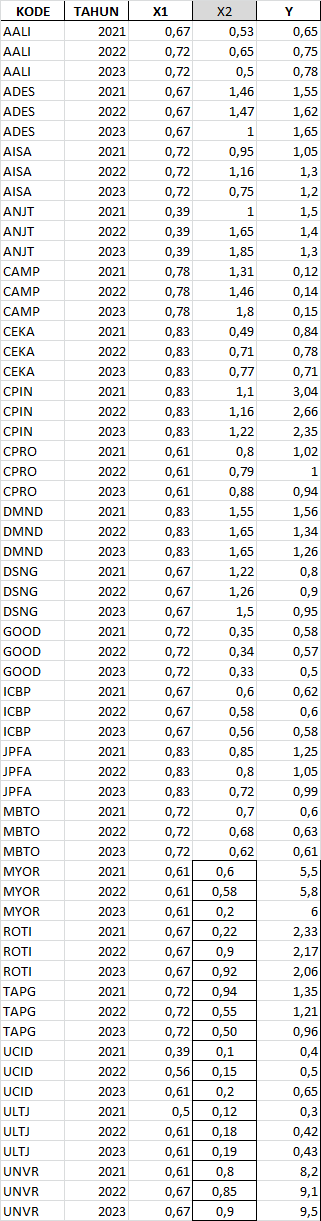 KODE TAHUN X1 X2 Y
AALI 2021 0,67 0,53 0,65
AALI 2022 0,72 0,65 0,75
AALI 2023 0,72 0,5 0,78
ADES 2021 0,67 1,46 1,55
ADES 2022 0,67 1,47 1,62
ADES 2023 0,67 1 1,65
AISA 2021 0,72 0,95 1,05
AISA 2022 0,72 1,16 1,3
AISA 2023 0,72 0,75 1,2
ANJT 2021 0,39 1 1,5
ANJT 2022 0,39 1,65 1,4
ANJT 2023 0,39 1,85 1,3
CAMP 2021 0,78 1,31 0,12
CAMP 2022 0,78 1,46 0,14
CAMP 2023 0,78 1,8 0,15
CEKA 2021 0,83 0,49 0,84
CEKA 2022 0,83 0,71 0,78
CEKA 2023 0,83 0,77 0,71
CPIN 2021 0,83 1,1 3,04
CPIN 2022 0,83 1,16 2,66
CPIN 2023 0,83 1,22 2,35
CPRO 2021 0,61 0,8 1,02
CPRO 2022 0,61 0,79 1
CPRO 2023 0,61 0,88 0,94
DMND 2021 0,83 1,55 1,56
DMND 2022 0,83 1,65 1,34
DMND 2023 0,83 1,65 1,26
DSNG 2021 0,67 1,22 0,8
DSNG 2022 0,67 1,26 0,9
DSNG 2023 0,67 1,5 0,95
GOOD 2021 0,72 0,35 0,58
GOOD 2022 0,72 0,34 0,57
GOOD 2023 0,72 0,33 0,5
ICBP 2021 0,67 0,6 0,62
ICBP 2022 0,67 0,58 0,6
ICBP 2023 0,67 0,56 0,58
JPFA 2021 0,83 0,85 1,25
JPFA 2022 0,83 0,8 1,05
JPFA 2023 0,83 0,72 0,99
MBTO 2021 0,72 0,7 0,6
MBTO 2022 0,72 0,68 0,63
MBTO 2023 0,72 0,62 0,61
MYOR 2021 0,61 0,6 5,5
MYOR 2022 0,61 0,58 5,8
MYOR 2023 0,61 0,2 6
ROTI 2021 0,67 0,22 2,33
ROTI 2022 0,67 0,9 2,17
ROTI 2023 0,67 0,92 2,06
TAPG 2021 0,72 0,94 1,35
TAPG 2022 0,72 0,55 1,21
TAPG 2023 0,72 0,50 0,96
UCID 2021 0,39 0,1 0,4
UCID 2022 0,56 0,15 0,5
UCID 2023 0,61 0,2 0,65
ULTJ 2021 0,5 0,12 0,3
ULTJ 2022 0,61 0,18 0,42
ULTJ 2023 0,61 0,19 0,43
UNVR 2021 0,61 0,8 8,2
UNVR 2022 0,67 0,85 9,1
UNVR 2023 0,67 0,9 9,5